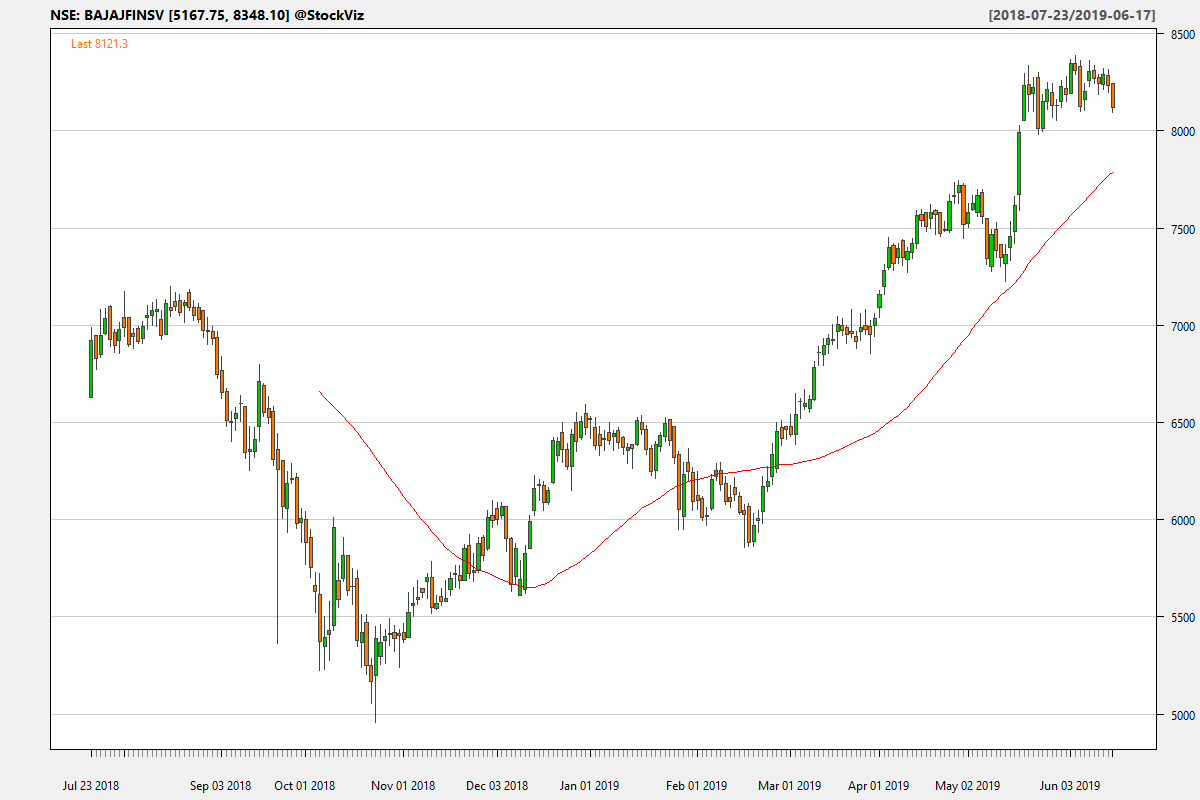 NSE: BAJAJFINSV [5167.75, 8348.10] @StockViz [2018-07-23/2019-06-17]
Last 8121.3
8500
8000
7500
7000
6500
6000
5500
5000
Jul 23 2018 Sep 03 2018 Oct 01 2018 Nov 01 2018 Dec 03 2018 Jan 01 2019 Feb 01 2019 Mar 01 2019 Apr 01 2019 May 02 2019 Jun 03 2019